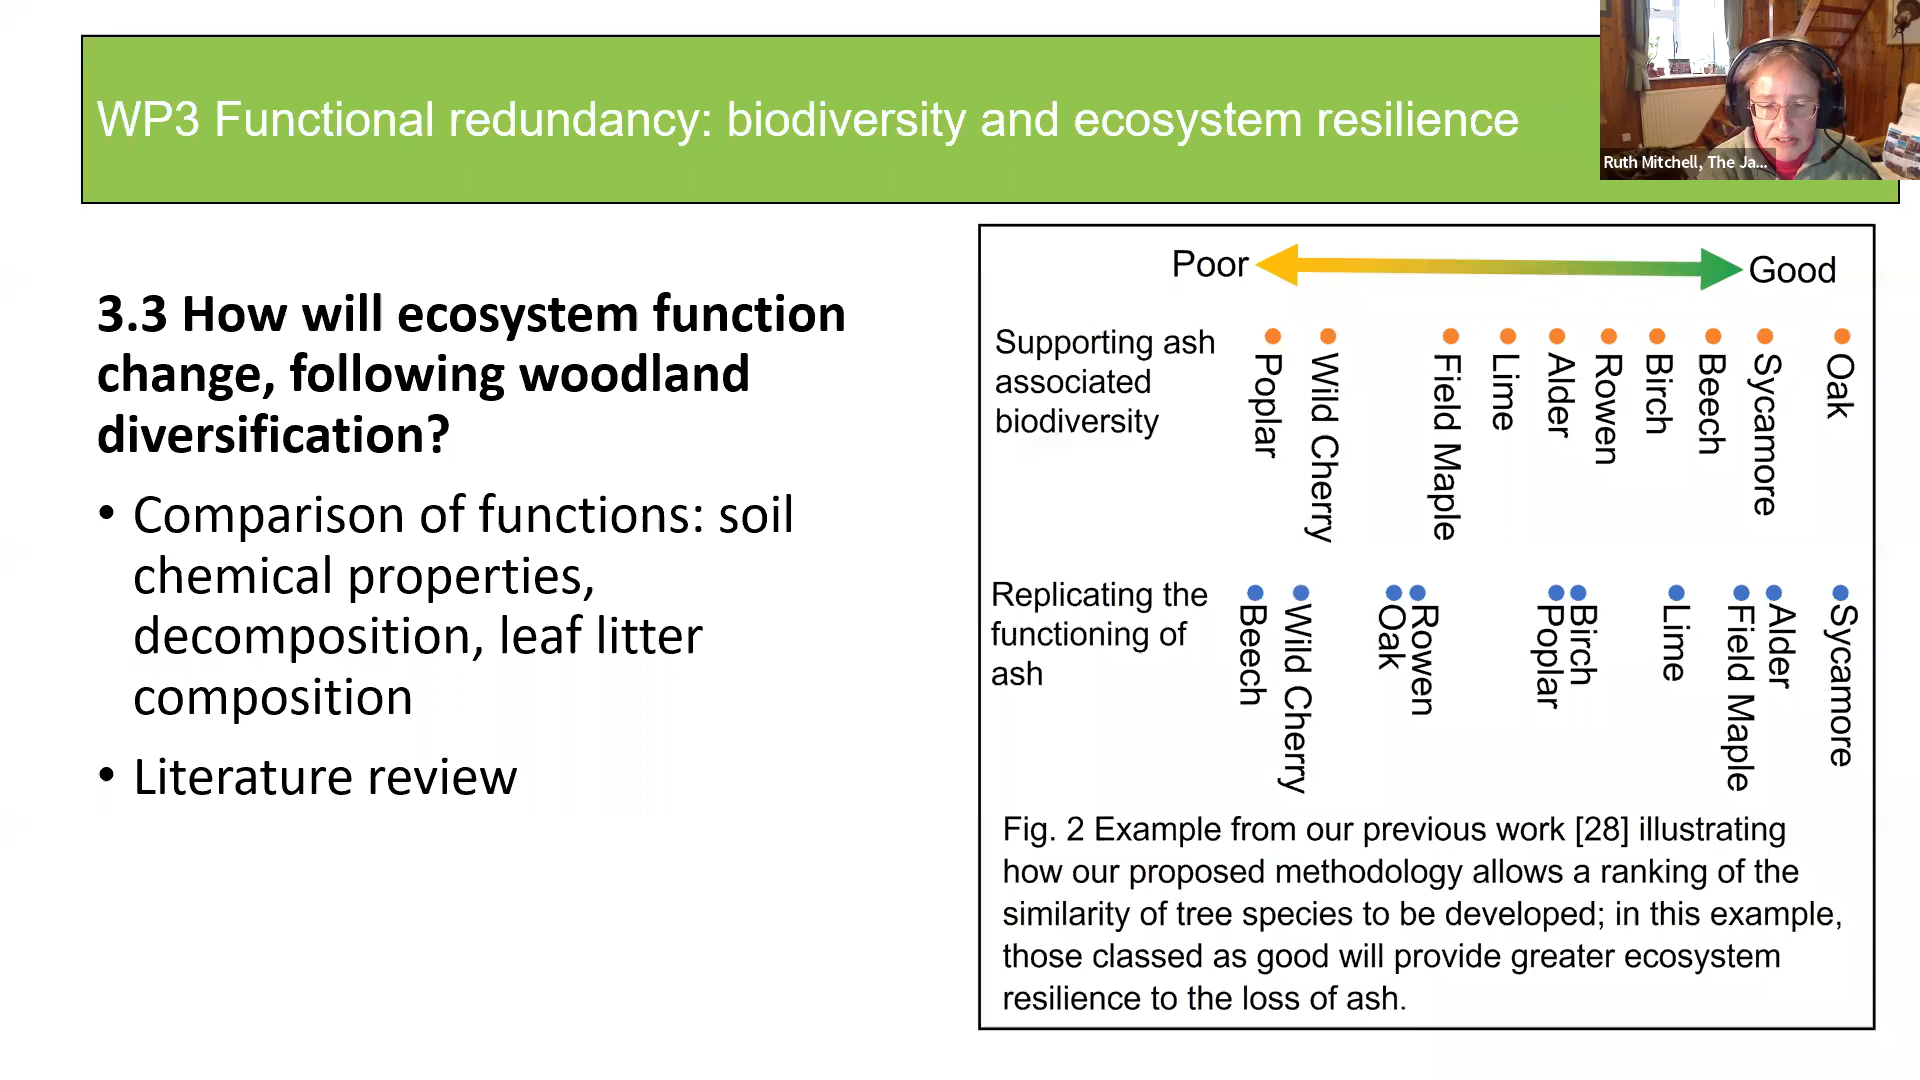 WP3 Functional redundancy: biodiversity and ecosystem resilience
Ruth Mitchell, The Ja...
3.3 How will ecosystem function
change, following woodland
diversification?
• Comparison of functions: soil
chemical properties,
decomposition, leaf litter
composition
• Literature review
Poor
Good
Supporting ash
associated
biodiversity
Poplar
Wild Cherry
Field Maple
Lime
Alder
Rowen
Birch
Beech
Sycamore
Oak
Replicating the
functioning of
ash
Beech
Wild Cherry
Oak
Rowen
Poplar
Birch
Lime
Field Maple
Alder
Sycamore
Fig. 2 Example from our previous work [28] illustrating
how our proposed methodology allows a ranking of the
similarity of tree species to be developed; in this example,
those classed as good will provide greater ecosystem
resilience to the loss of ash.